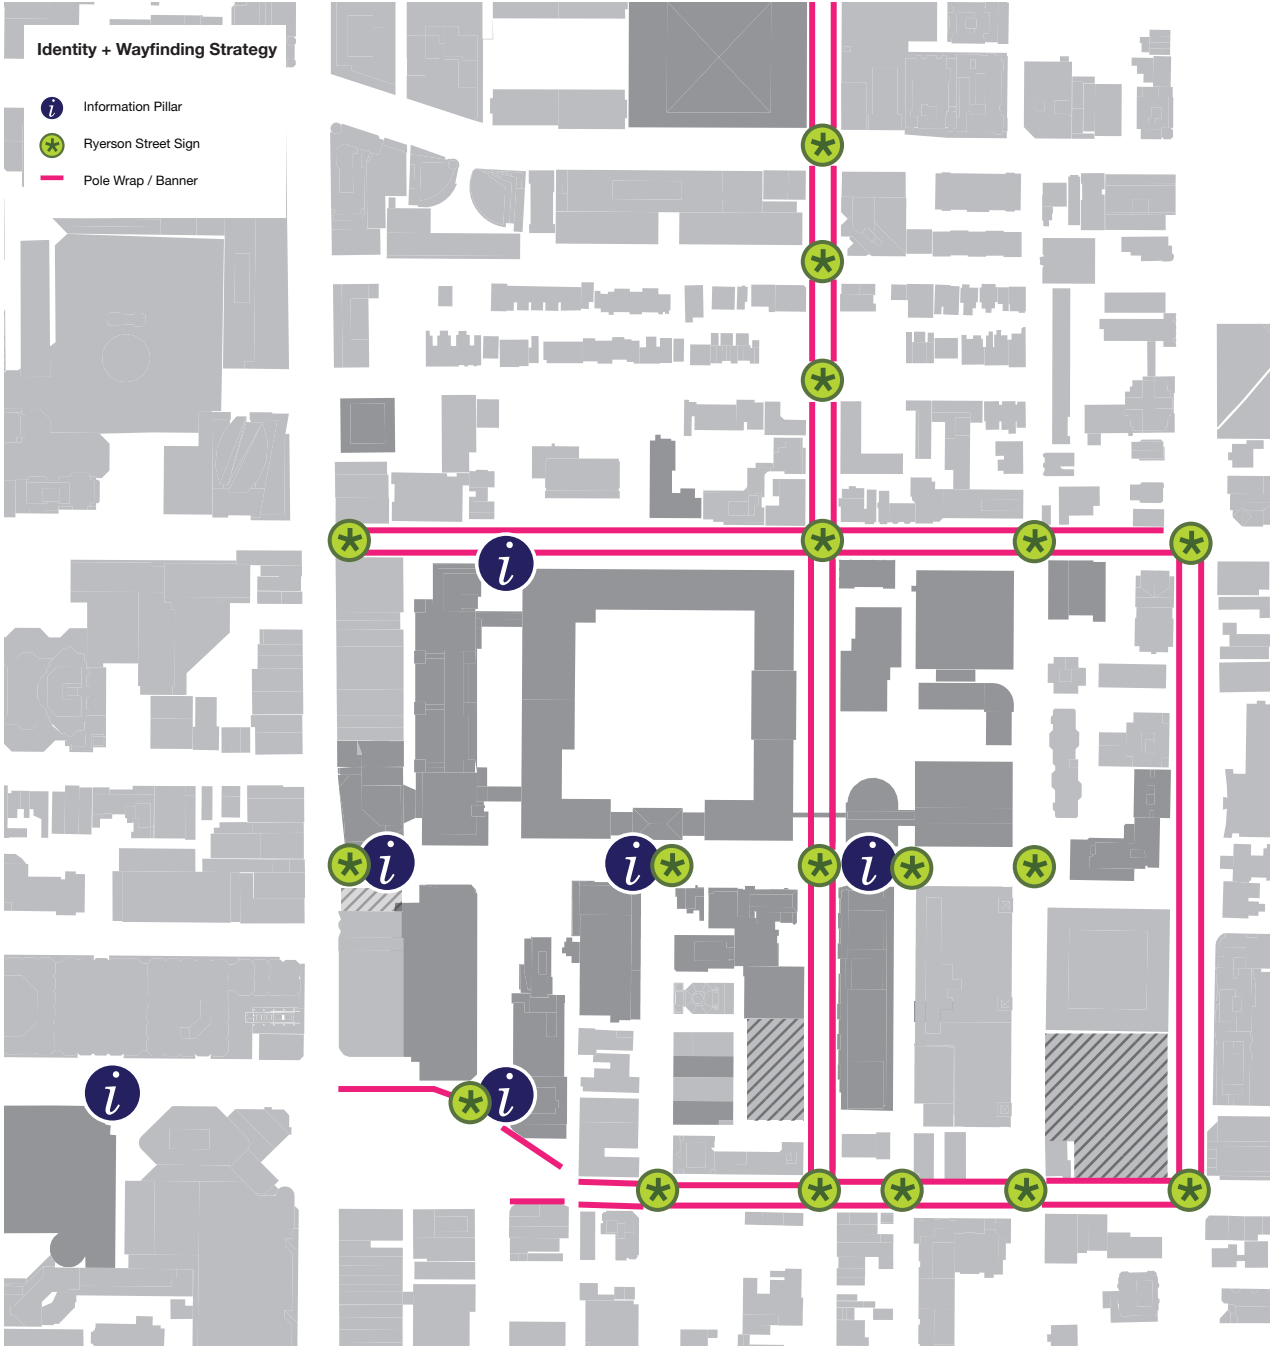 Identity + Wayfinding Strategy
i Information Pillar
* Ryerson Street Sign
Pole Wrap / Banner
*
*
*
*
*
*
*
i
*
i
i
*
*
i
*
*
i
*
i
*
*
*
*
*